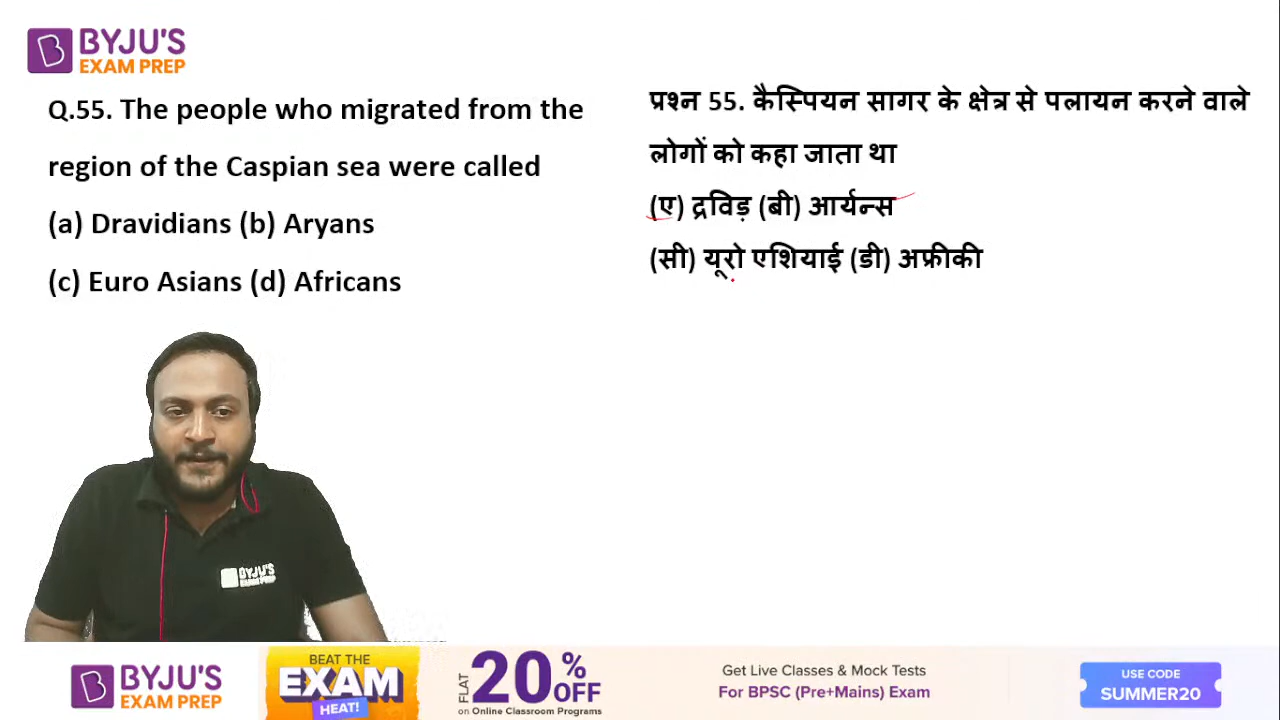 BYJU'S
EXAM PREP
Q.55. The people who migrated from the
region of the Caspian sea were called
(a) Dravidians (b) Aryans
(c) Euro Asians (d) Africans
प्रश्न 55. कैस्पियन सागर के क्षेत्र से पलायन करने वाले
लोगों को कहा जाता था
(ए) द्रविड़ (बी) आर्यन्स
(सी) यूरो एशियाई (डी) अफ्रीकी
BYJU'S
EXAM PREP
BYJU'S
EXAM PREP
BEAT THE
EXAM
HEAT!
FLAT 20% OFF
on Online Classroom Programs
Get Live Classes & Mock Tests
For BPSC (Pre+Mains) Exam
USE CODE
SUMMER20